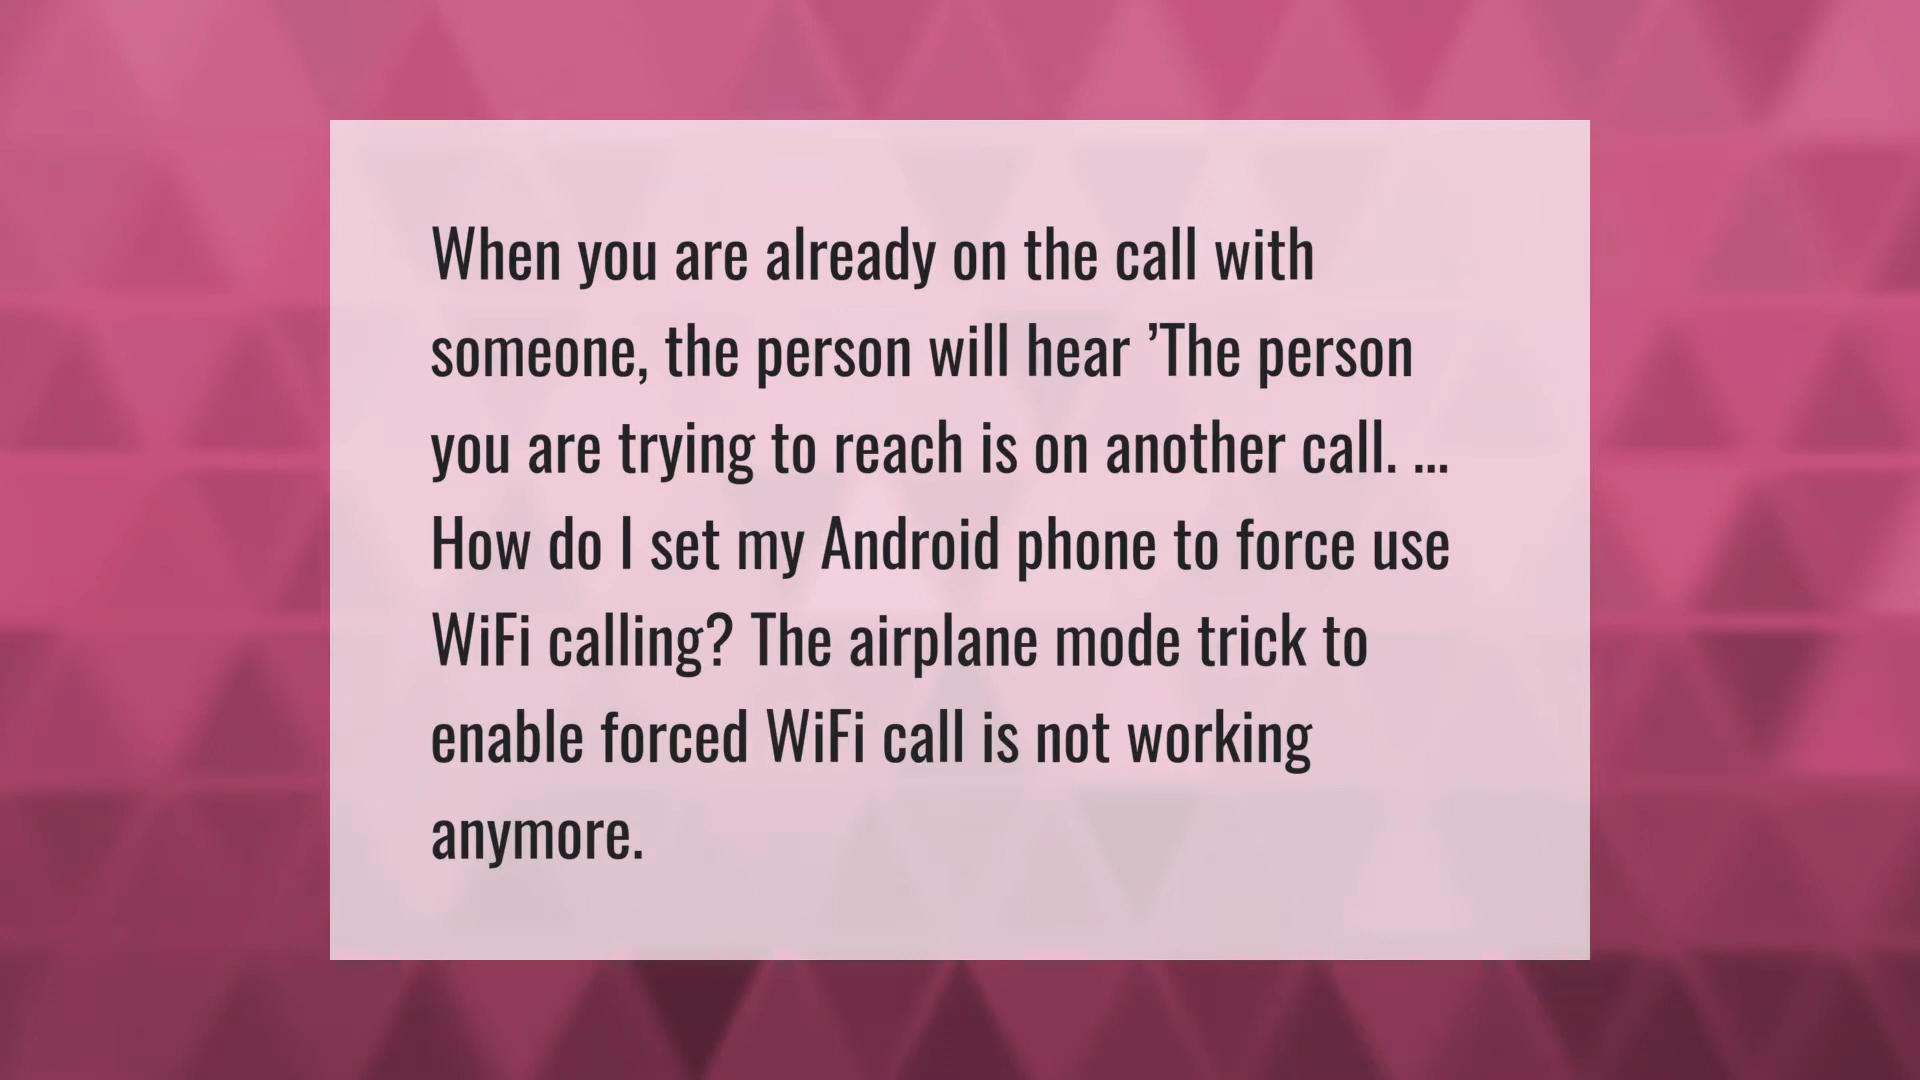 When you are already on the call with
someone, the person will hear ’The person
you are trying to reach is on another call. ...
How do I set my Android phone to force use
WiFi calling? The airplane mode trick to
enable forced WiFi call is not working
anymore.